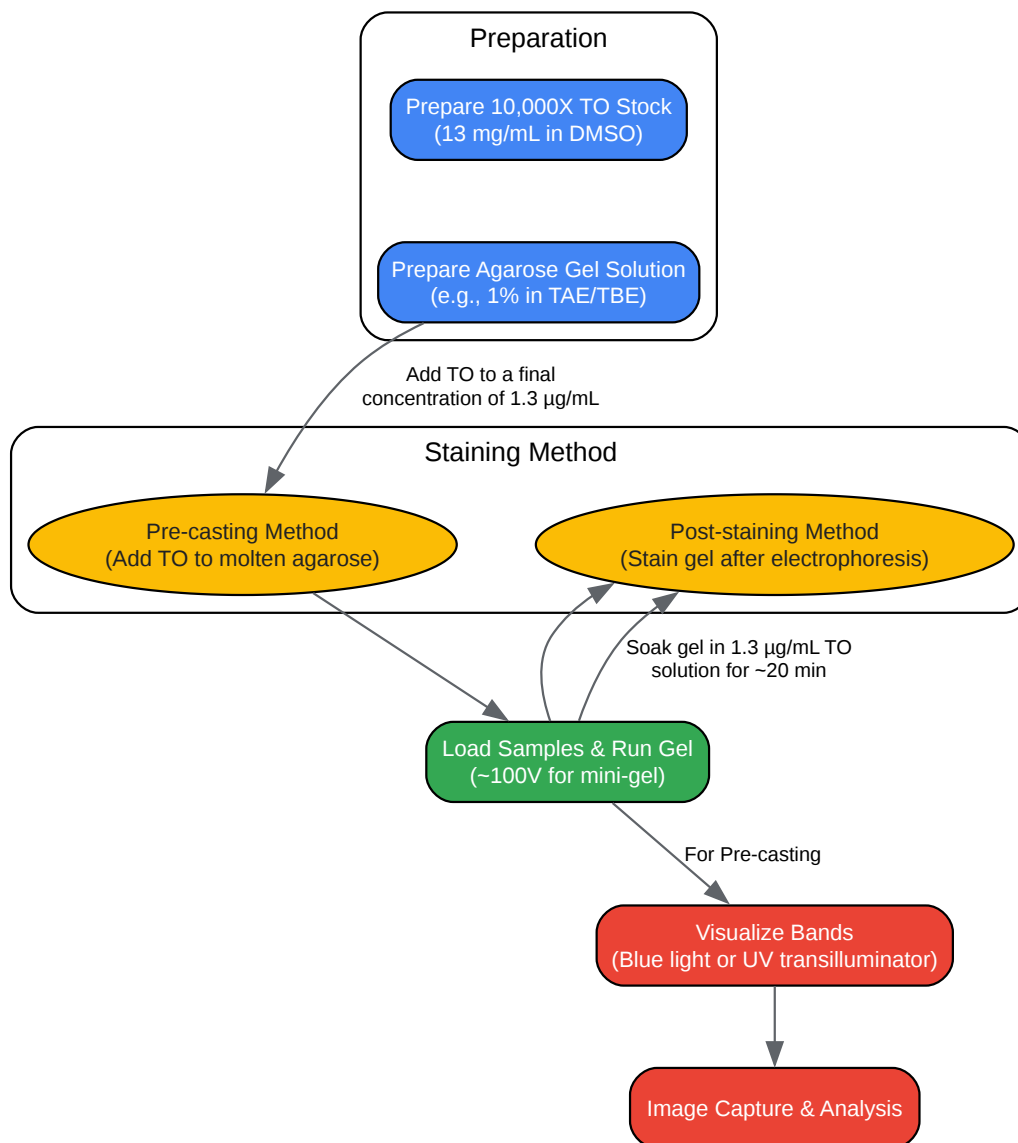 Preparation
Prepare 10,000X TO Stock
(13 mg/mL in DMSO)
Prepare Agarose Gel Solution
(e.g., 1% in TAE/TBE)
Add TO to a final
concentration of 1.3 µg/mL
Staining Method
Pre-casting Method
(Add TO to molten agarose)
Post-staining Method
(Stain gel after electrophoresis)
Soak gel in 1.3 µg/mL TO
solution for ~20 min
Load Samples & Run Gel
(~100V for mini-gel)
For Pre-casting
Visualize Bands
(Blue light or UV transilluminator)
Image Capture & Analysis